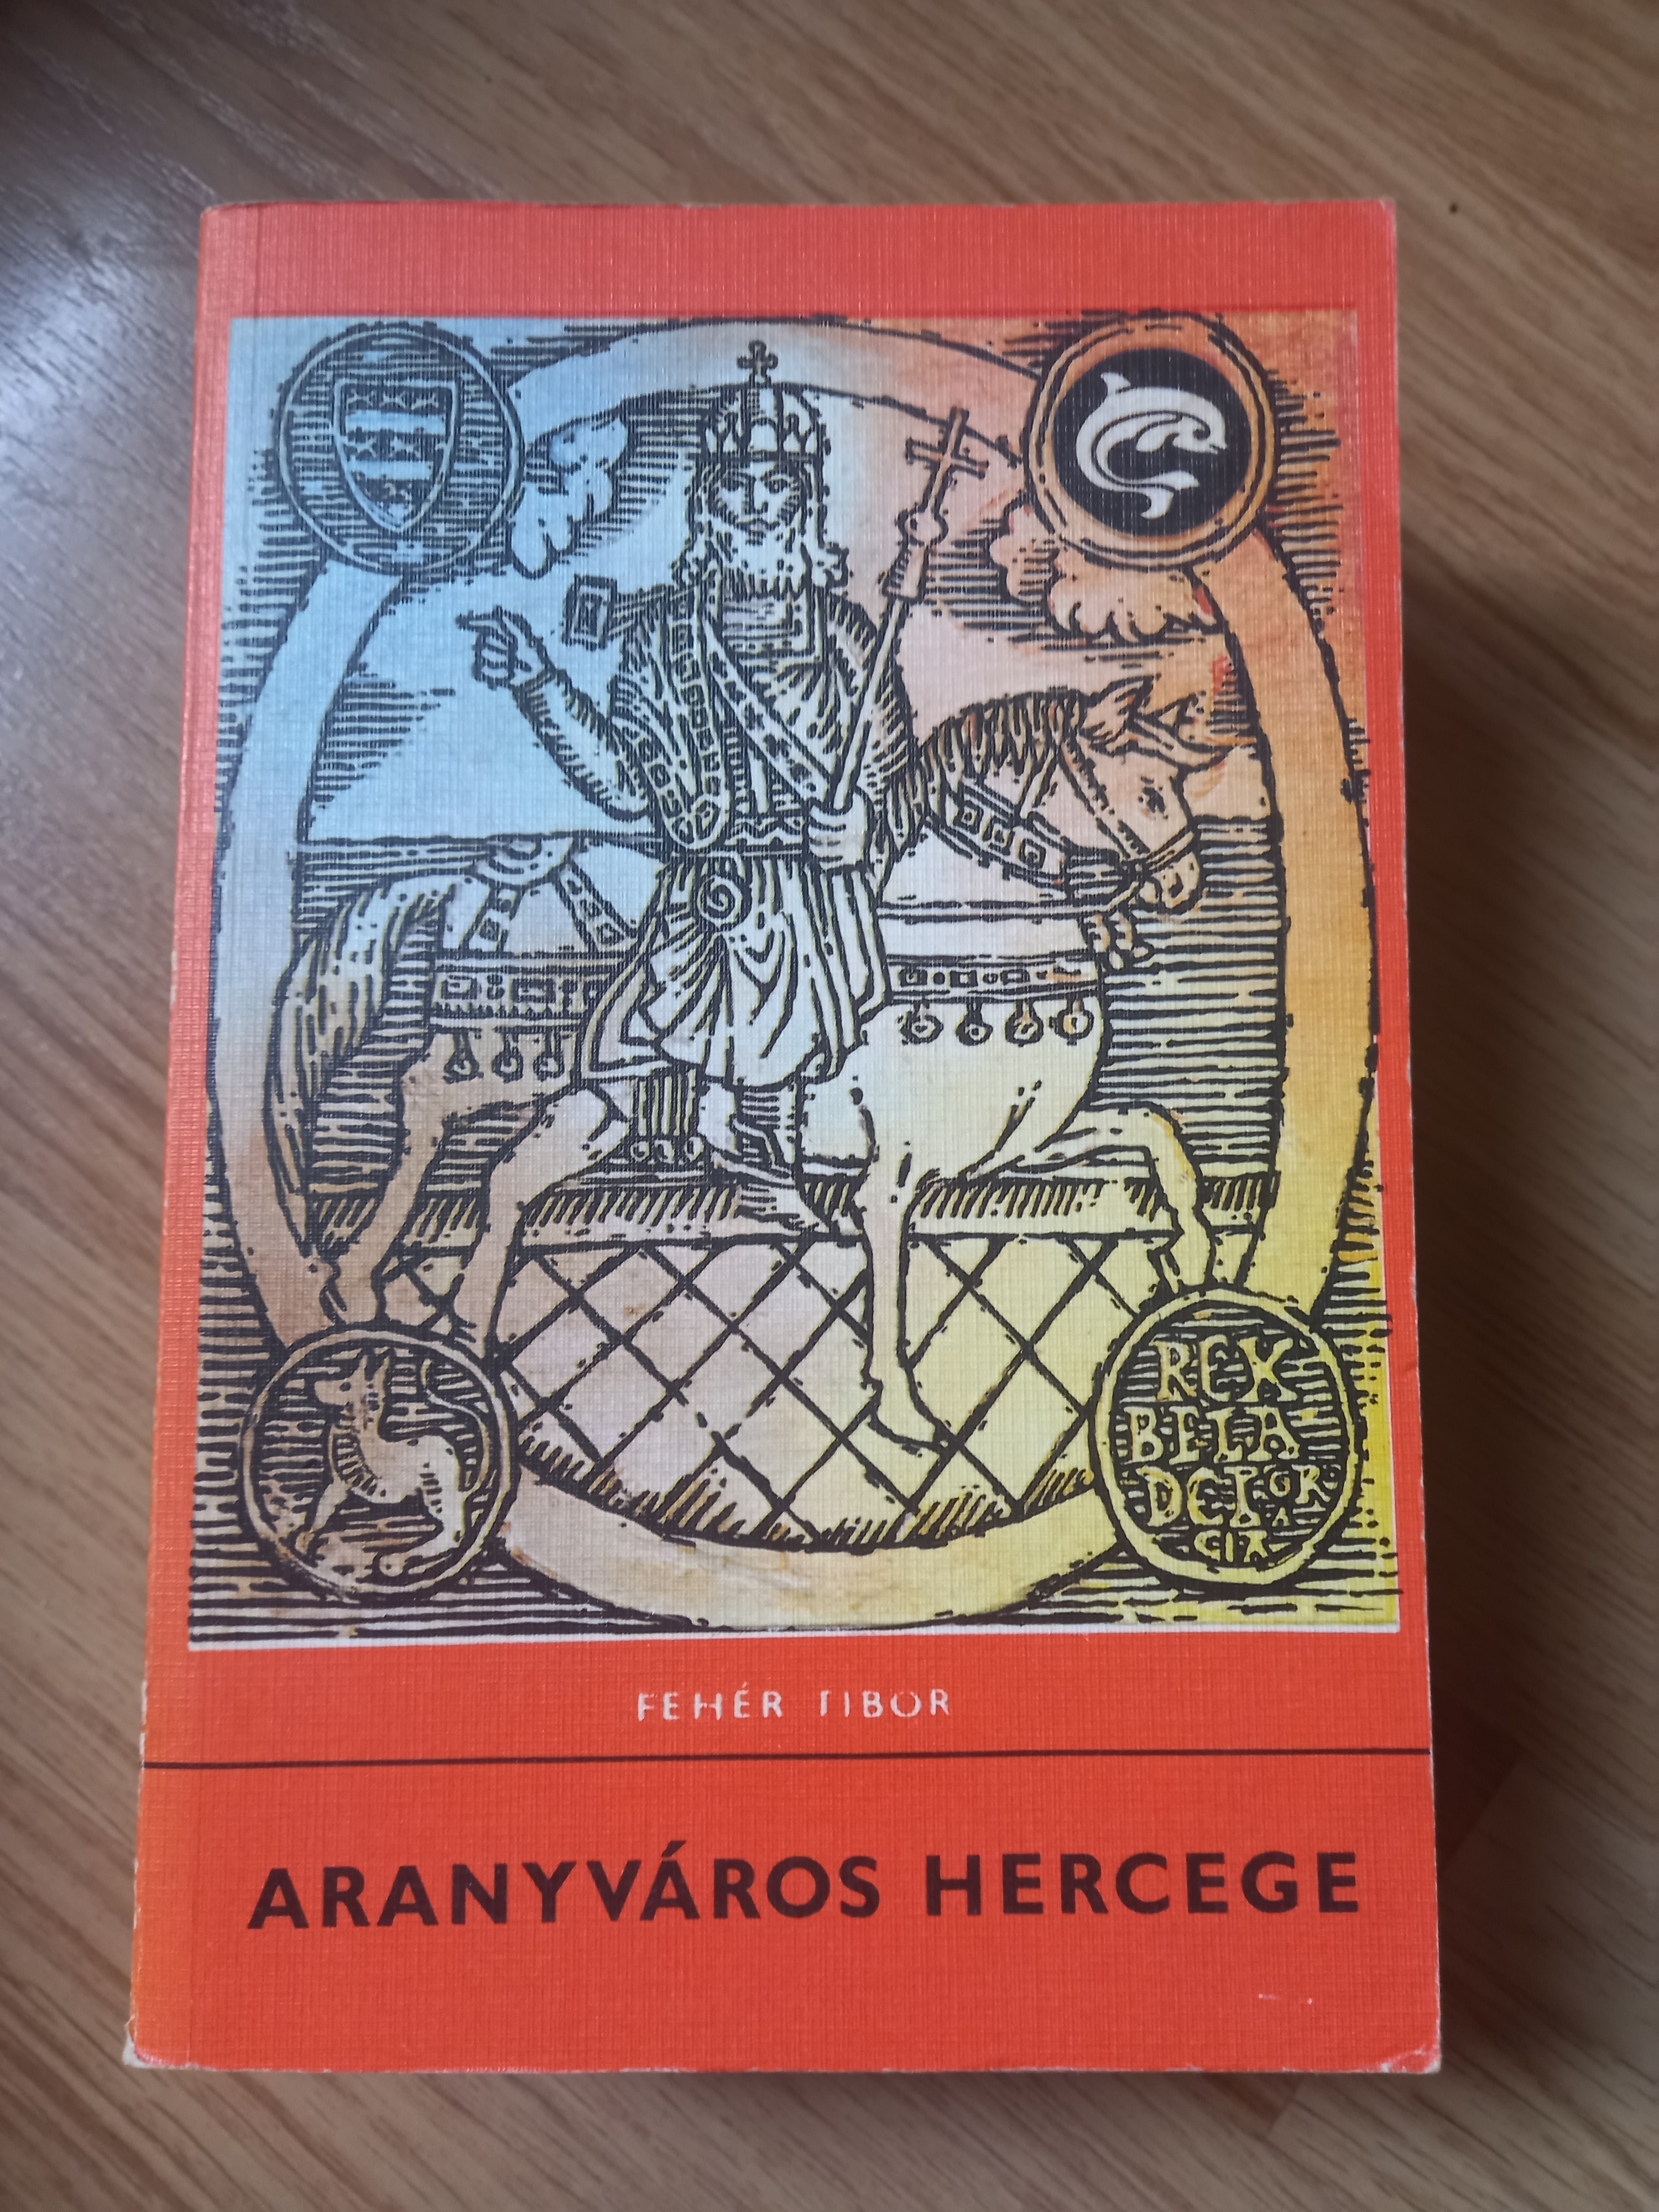 REX
BELA
FEHÉR TIBOR
ARANYVÁROS HERCEGE